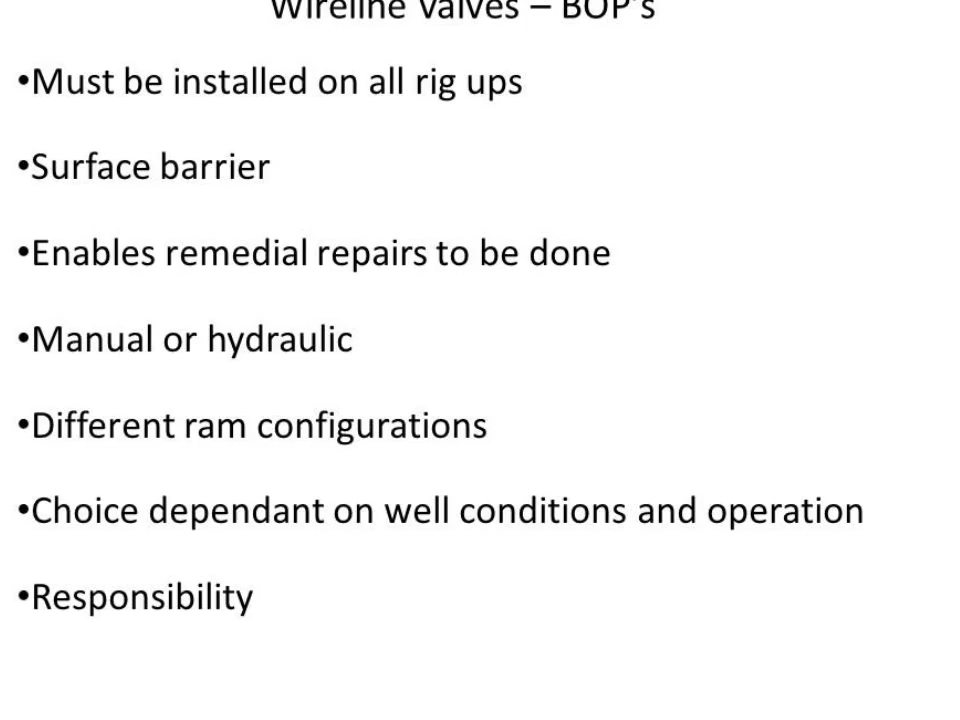 Wireline Valves – BOP's
•Must be installed on all rig ups
•Surface barrier
•Enables remedial repairs to be done
•Manual or hydraulic
•Different ram configurations
•Choice dependant on well conditions and operation
•Responsibility